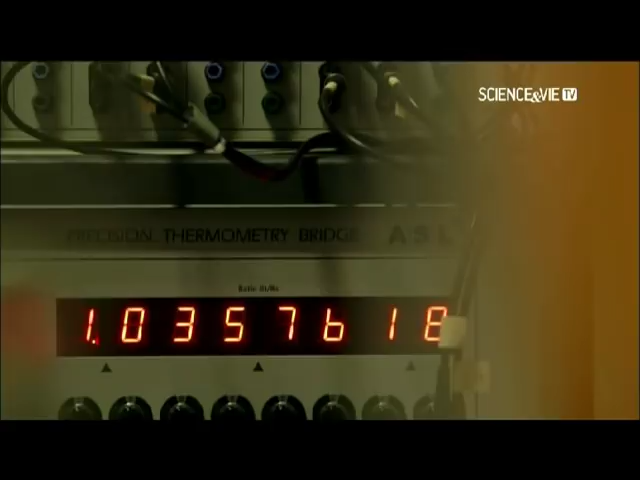 SCIENCE&VIE TV
PRECISION THERMOMETRY BRIDGE ASL
Ratio Rt/Rs
1.0357618